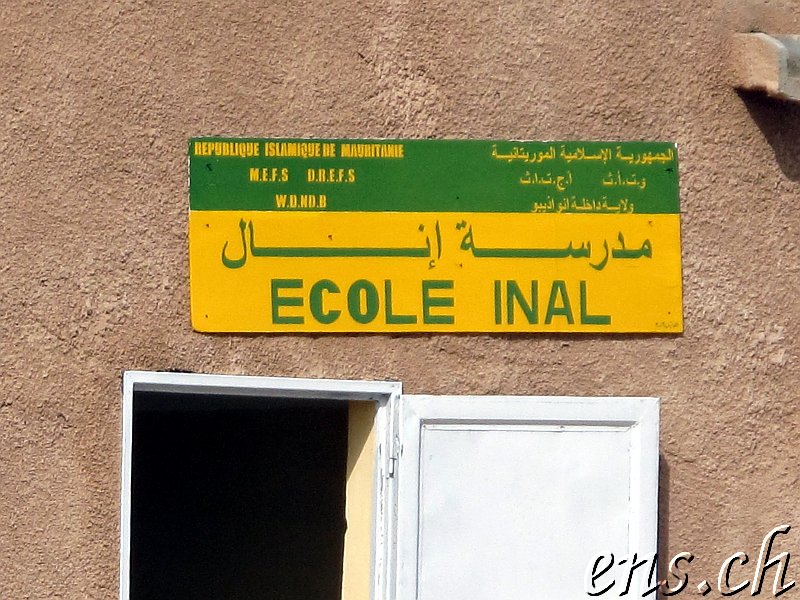 REPUBLIQUE ISLAMIQUE DE MAURITANIE
الجمهورية الإسلامية الموريتانية
M.E.F.S D.R.E.F.S
و.ت.أ.ث أ.ج.ت.أ.ث
W.D.ND.B
ولاية داخلة انواذيبو
مدرسة إنال
ECOLE INAL
ens.ch